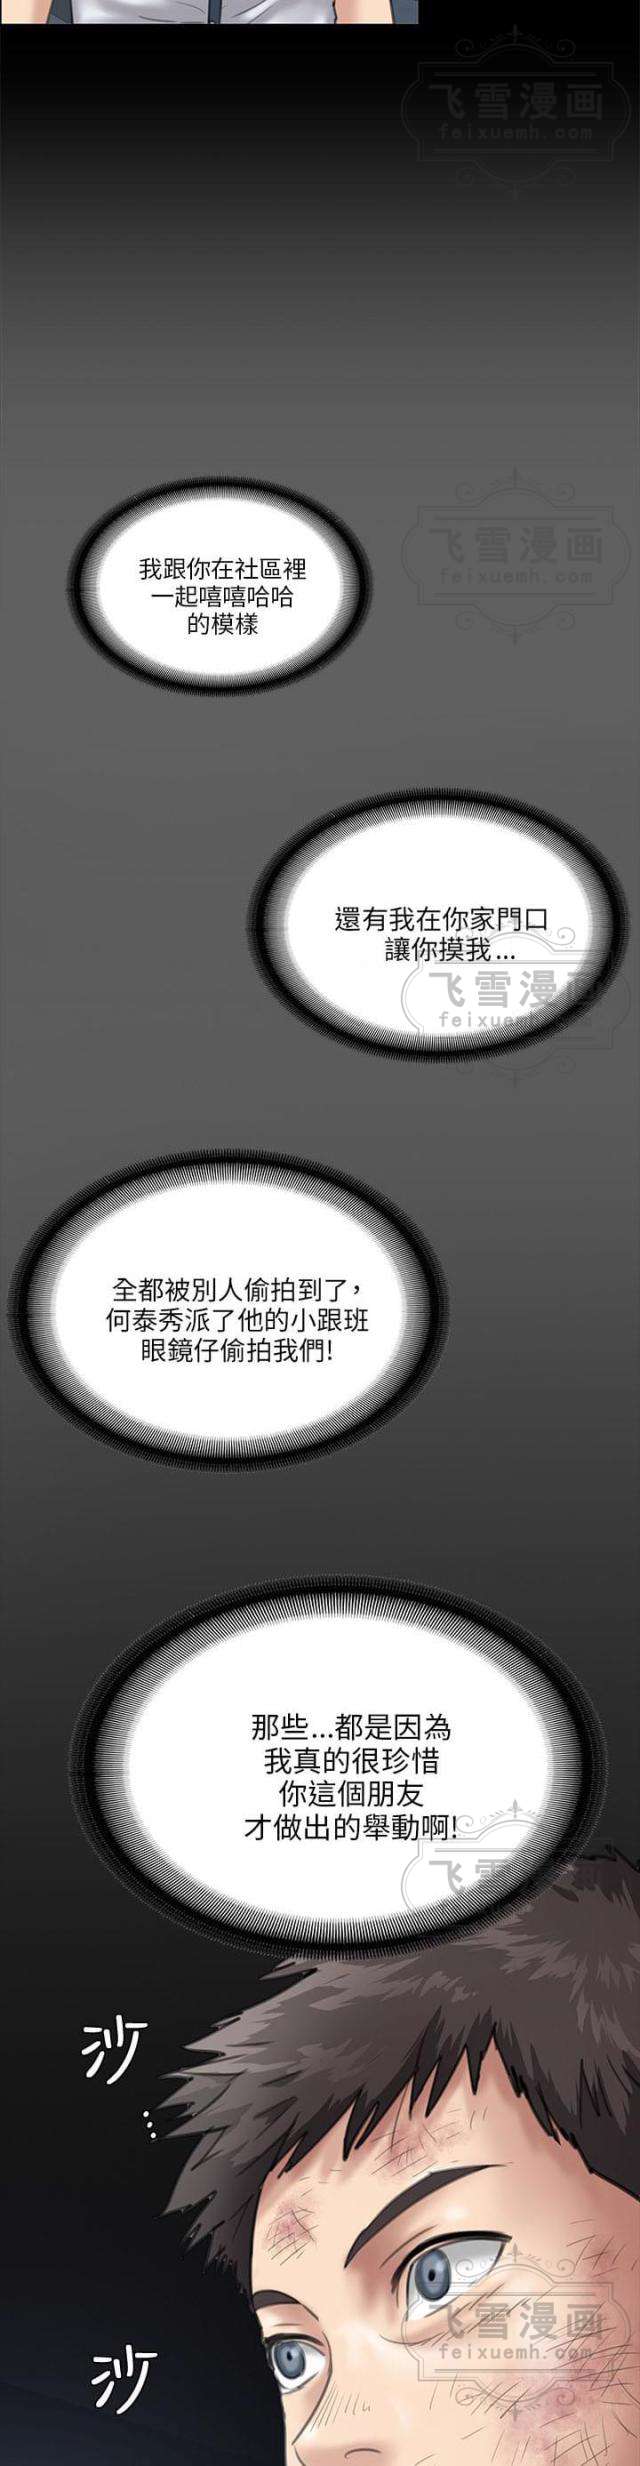 飞雪漫画
feixuemh.com
飞雪漫画
feixuemh.com
我跟你在社區裡
一起嘻嘻哈哈
的模樣
還有我在你家門口
讓你摸我...
飞雪漫画
feixuemh.com
全都被別人偷拍到了，
何泰秀派了他的小跟班
眼鏡仔偷拍我們!
那些...都是因為
我真的很珍惜
你這個朋友
才做出的舉動啊!
沙
飞雪漫画
feixuemh.com
沙